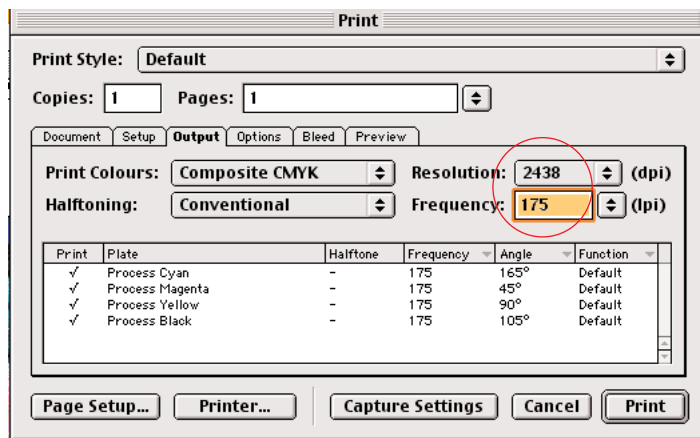 Print
Print Style: Default
Copies: 1 Pages: 1
Document Setup Output Options Bleed Preview
Print Colours: Composite CMYK Resolution: 2438 (dpi)
Halftoning: Conventional Frequency: 175 (lpi)
Print Plate Halftone Frequency Angle Function
✓ Process Cyan - 175 165° Default
✓ Process Magenta - 175 45° Default
✓ Process Yellow - 175 90° Default
✓ Process Black - 175 105° Default
Page Setup... Printer... Capture Settings Cancel Print